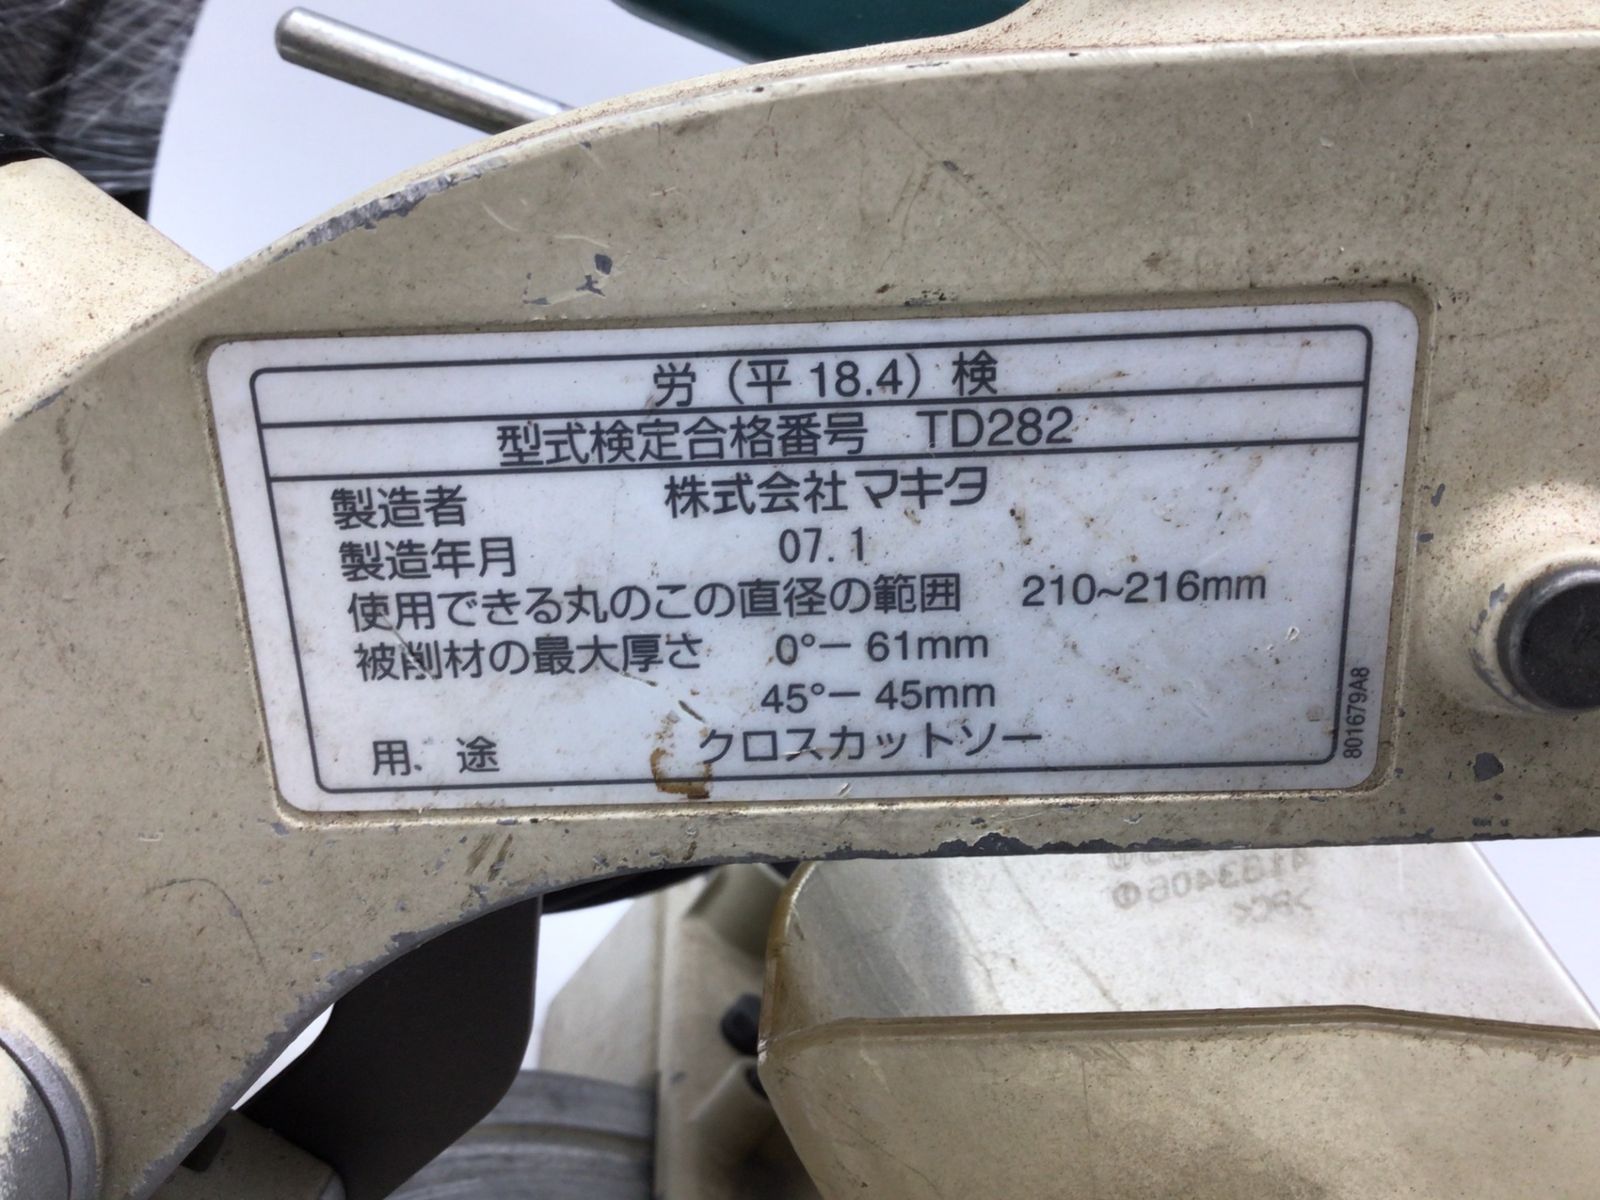 労（平 18.4）検
型式検定合格番号 TD282
製造者 株式会社マキタ
製造年月 07. 1
使用できる丸のこの直径の範囲 210~216mm
被削材の最大厚さ 0°－ 61mm
45°－ 45mm
用 途 クロスカットソー
801679A8
>PC<